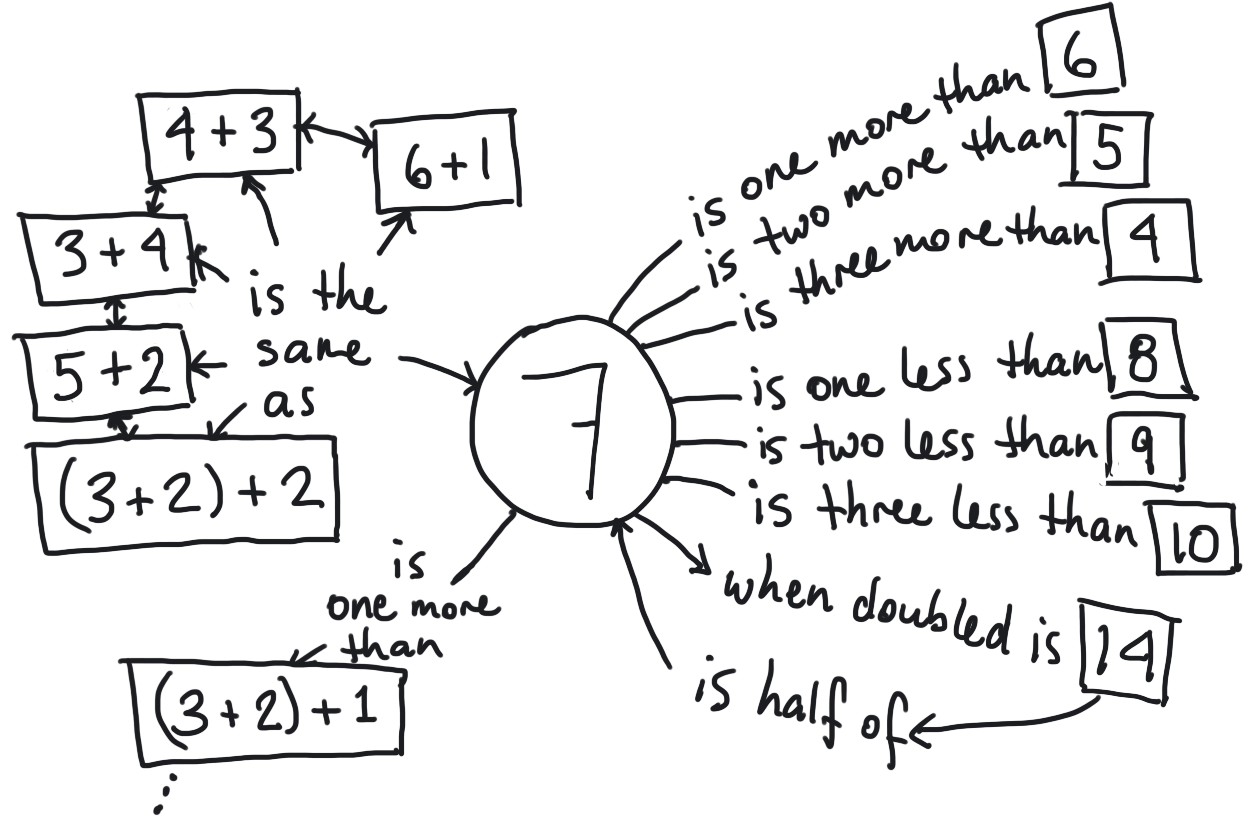 4 + 3
6 + 1
3 + 4
5 + 2
(3 + 2) + 2
is the
same
as
7
is one more than 6
is two more than 5
is three more than 4
is one less than 8
is two less than 9
is three less than 10
when doubled is 14
is half of
is
one more
than
(3 + 2) + 1